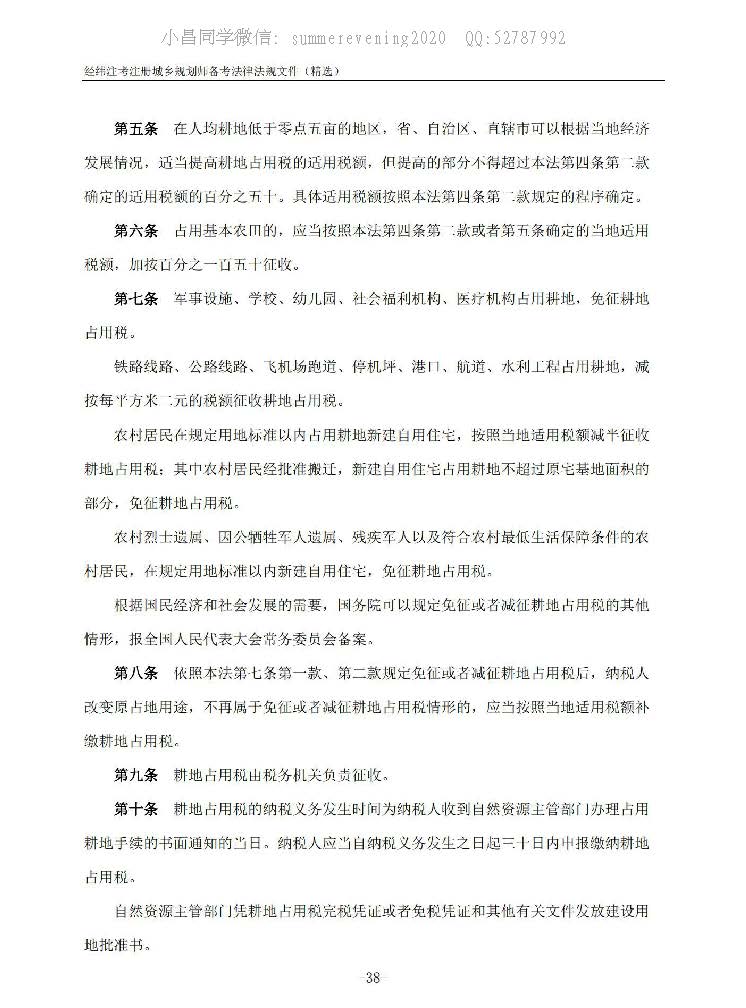 小昌同学微信: summerevening2020 QQ:52787992
经纬注考注册城乡规划师备考法律法规文件（精选）
第五条 在人均耕地低于零点五亩的地区，省、自治区、直辖市可以根据当地经济
发展情况，适当提高耕地占用税的适用税额，但提高的部分不得超过本法第四条第二款
确定的适用税额的百分之五十。具体适用税额按照本法第四条第二款规定的程序确定。
第六条 占用基本农田的，应当按照本法第四条第二款或者第五条确定的当地适用
税额，加按百分之一百五十征收。
第七条 军事设施、学校、幼儿园、社会福利机构、医疗机构占用耕地，免征耕地
占用税。
铁路线路、公路线路、飞机场跑道、停机坪、港口、航道、水利工程占用耕地，减
按每平方米二元的税额征收耕地占用税。
农村居民在规定用地标准以内占用耕地新建自用住宅，按照当地适用税额减半征收
耕地占用税；其中农村居民经批准搬迁，新建自用住宅占用耕地不超过原宅基地面积的
部分，免征耕地占用税。
农村烈士遗属、因公牺牲军人遗属、残疾军人以及符合农村最低生活保障条件的农
村居民，在规定用地标准以内新建自用住宅，免征耕地占用税。
根据国民经济和社会发展的需要，国务院可以规定免征或者减征耕地占用税的其他
情形，报全国人民代表大会常务委员会备案。
第八条 依照本法第七条第一款、第二款规定免征或者减征耕地占用税后，纳税人
改变原占地用途，不再属于免征或者减征耕地占用税情形的，应当按照当地适用税额补
缴耕地占用税。
第九条 耕地占用税由税务机关负责征收。
第十条 耕地占用税的纳税义务发生时间为纳税人收到自然资源主管部门办理占用
耕地手续的书面通知的当日。纳税人应当自纳税义务发生之日起三十日内申报缴纳耕地
占用税。
自然资源主管部门凭耕地占用税完税凭证或者免税凭证和其他有关文件发放建设用
地批准书。
-38-